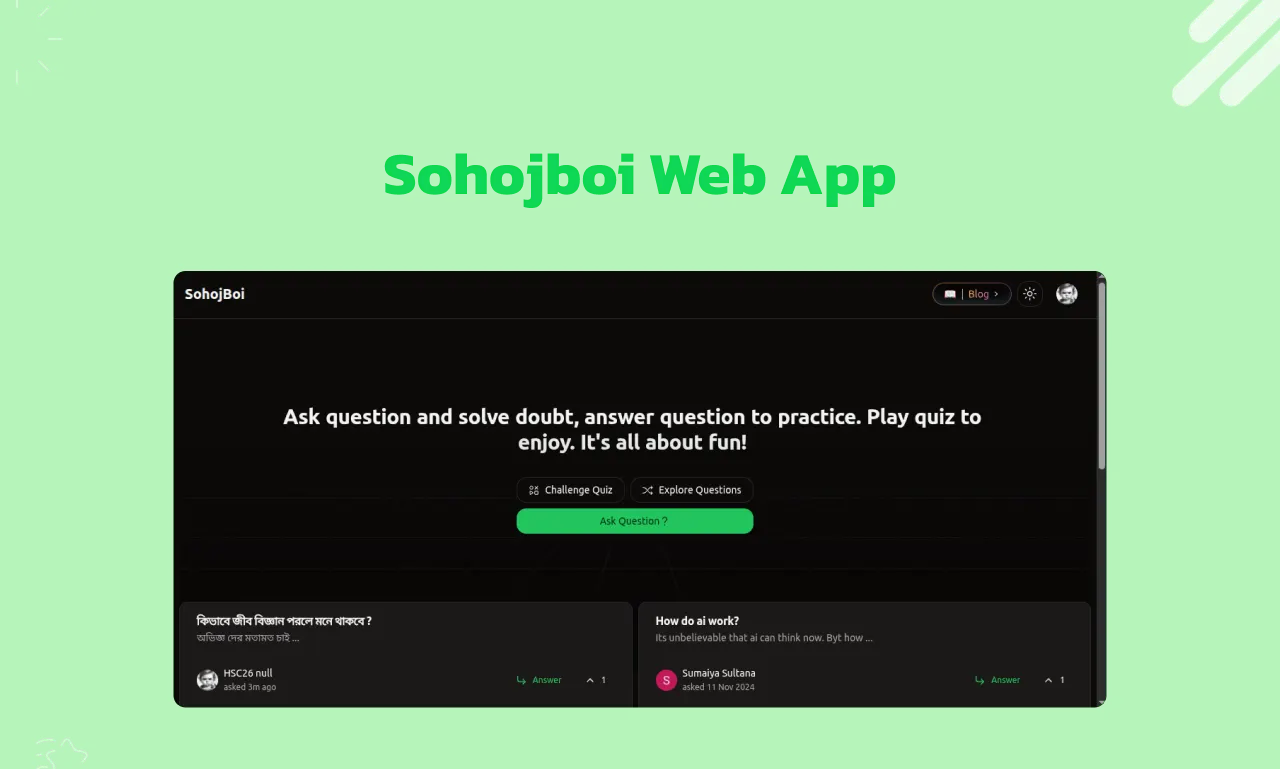 Sohojboi Web App
SohojBoi
📖 | Blog ›
Ask question and solve doubt, answer question to practice. Play quiz to
enjoy. It's all about fun!
Challenge Quiz
Explore Questions
Ask Question ?
কিভাবে জীব বিজ্ঞান পরলে মনে থাকবে ?
অভিজ্ঞ দের মতামত চাই ...
HSC26 null
asked 3m ago
Answer
1
How do ai work?
Its unbelievable that ai can think now. Byt how ...
S
Sumaiya Sultana
asked 11 Nov 2024
Answer
1